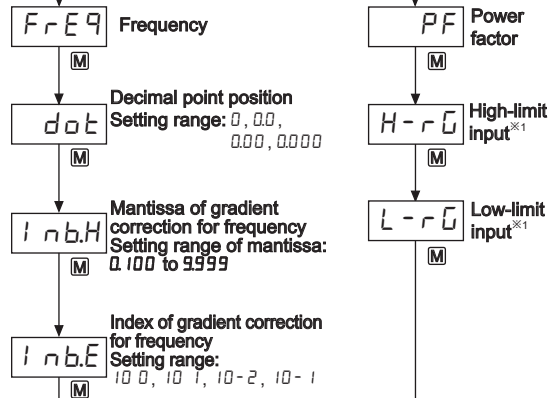 FrEq Frequency
M
dot
Decimal point position
Setting range: 0, 0.0,
0.00, 0.000
M
Inb.H
Mantissa of gradient
correction for frequency
Setting range of mantissa:
0.100 to 9.999
M
Inb.E
Index of gradient correction
for frequency
Setting range:
10 0, 10 1, 10-2, 10-1
M
PF
Power
factor
M
H-rG
High-limit
input※1
M
L-rG
Low-limit
input※1
M